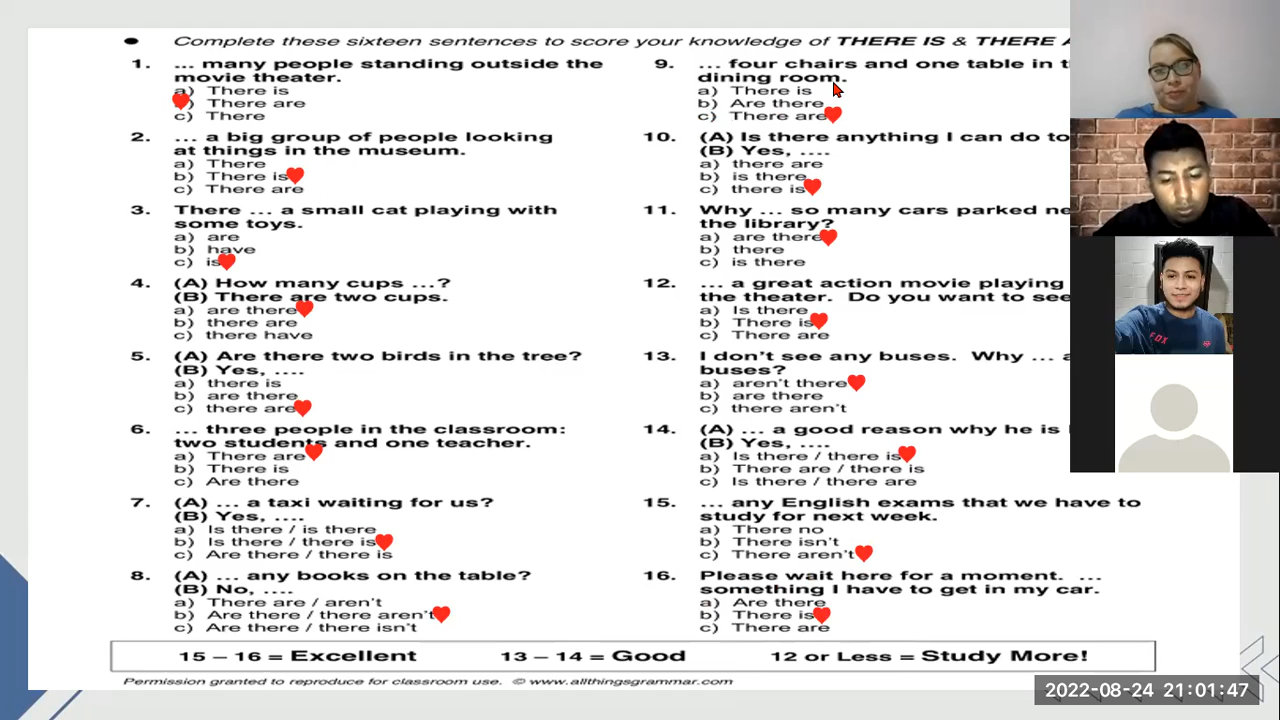 • Complete these sixteen sentences to score your knowledge of THERE IS & THERE
1. ... many people standing outside the
movie theater.
a) There is
) There are
c) There
2. ... a big group of people looking
at things in the museum.
a) There
b) There is
c) There are
3. There ... a small cat playing with
some toys.
a) are
b) have
c) is
4. (A) How many cups ...?
(B) There are two cups.
a) are there
b) there are
c) there have
5. (A) Are there two birds in the tree?
(B) Yes, ....
a) there is
b) are there
c) there are
6. ... three people in the classroom:
two students and one teacher.
a) There are
b) There is
c) Are there
7. (A) ... a taxi waiting for us?
(B) Yes, ....
a) Is there / is there
b) Is there / there is
c) Are there / there is
8. (A) ... any books on the table?
(B) No, ....
a) There are / aren't
b) Are there / there aren't
c) Are there / there isn't
9. ... four chairs and one table in
dining room.
a) There is
b) Are there
c) There are
10. (A) Is there anything I can do
(B) Yes, ....
a) there are
b) is there
c) there is
11. Why ... so many cars parked
the library?
a) are there
b) there
c) is there
12. ... a great action movie playing
the theater. Do you want to see
a) Is there
b) There is
c) There are
13. I don't see any buses. Why ...
buses?
a) aren't there
b) are there
c) there aren't
14. (A) ... a good reason why he is
(B) Yes, ....
a) Is there / there is
b) There are / there is
c) Is there / there are
15. ... any English exams that we have to
study for next week.
a) There no
b) There isn't
c) There aren't
16. Please wait here for a moment. ...
something I have to get in my car.
a) Are there
b) There is
c) There are
15 – 16 = Excellent 13 – 14 = Good 12 or Less = Study More!
Permission granted to reproduce for classroom use. © www.allthingsgrammar.com
FOX
2022-08-24 21:01:47